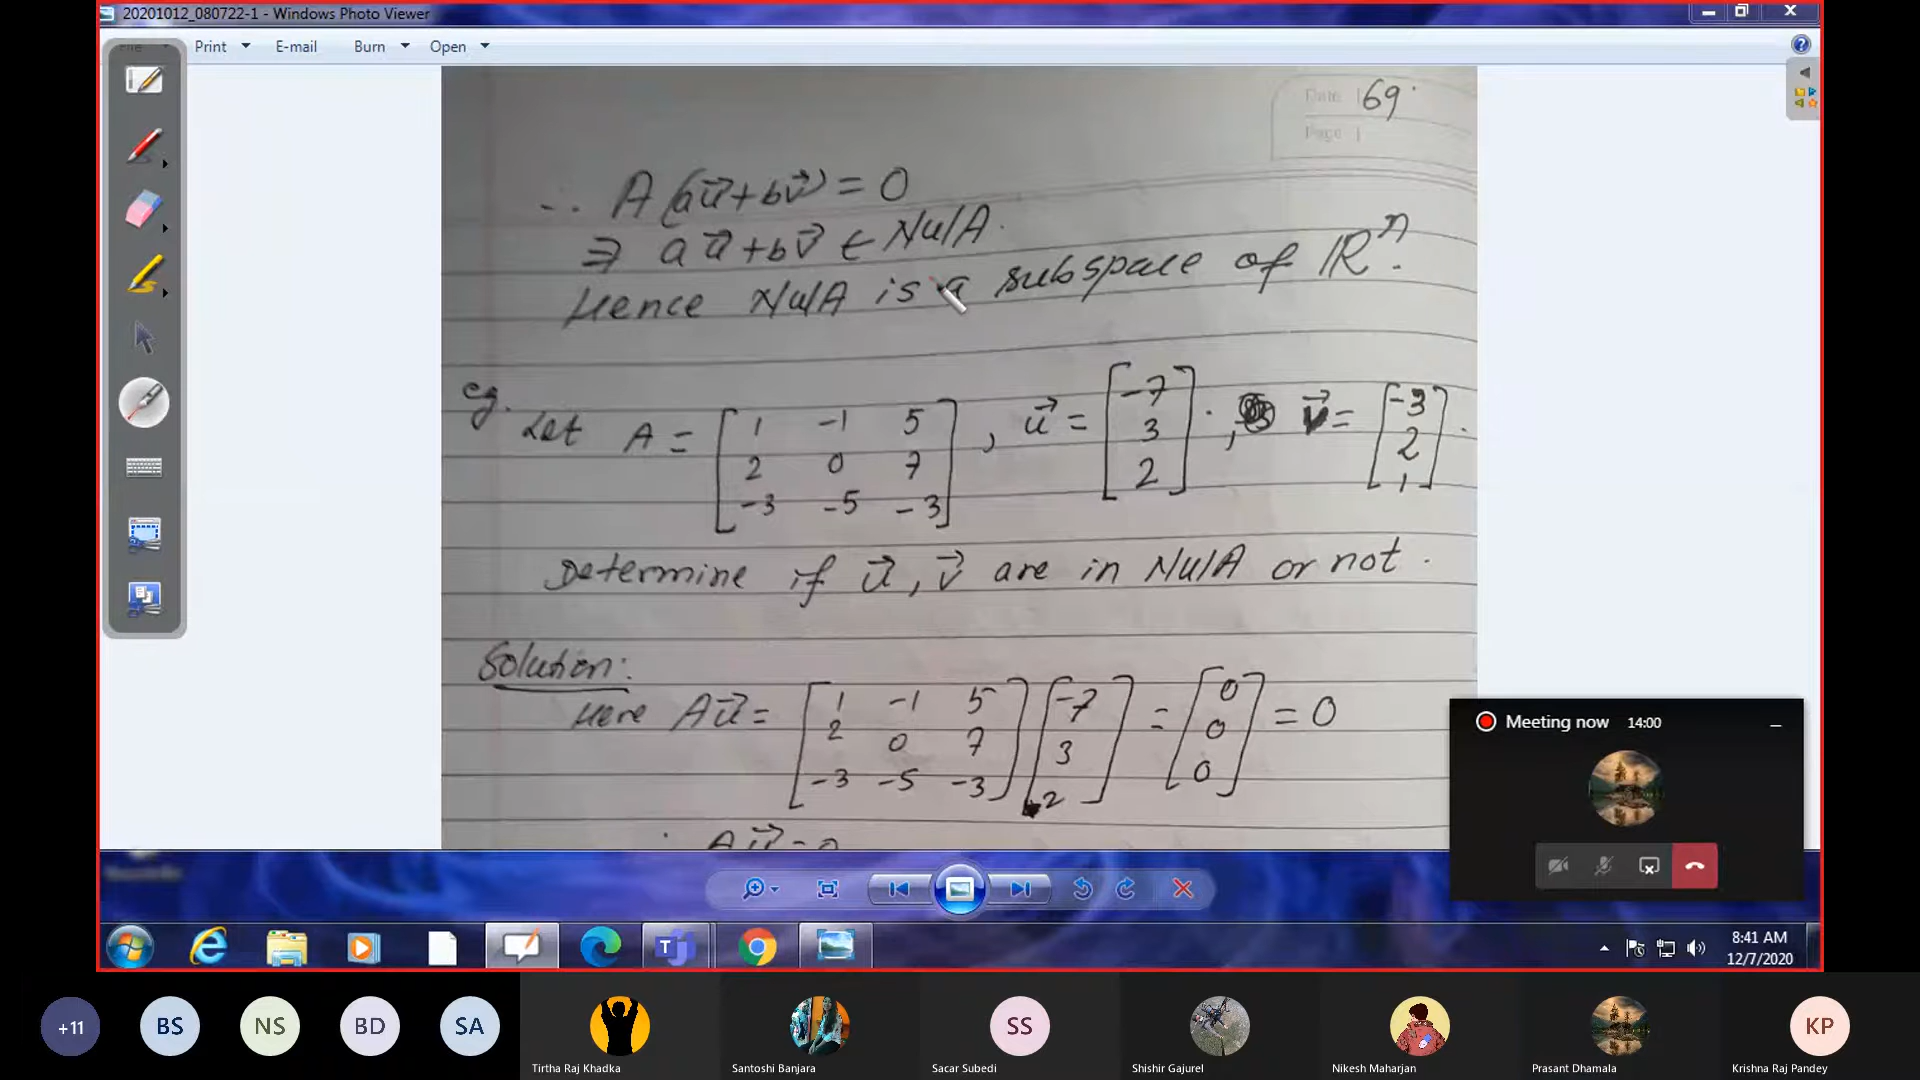 20201012_080722-1 - Windows Photo Viewer
Print E-mail Burn Open
Date 69.
Page
∴ A(au⃗+bv⃗) = 0
⇒ au⃗+bv⃗ ∈ NulA.
Hence NulA is a subspace of ℝⁿ.
eg. Let A = [1 -1 5; 2 0 7; -3 -5 -3], u⃗ = [-7; 3; 2]., v⃗ = [-3; 2; 1].
Determine if u⃗, v⃗ are in NulA or not.
Solution:
Here Au⃗ = [1 -1 5; 2 0 7; -3 -5 -3] [-7; 3; 2] = [0; 0; 0] = 0
Meeting now 14:00
8:41 AM
12/7/2020
+11 BS NS BD SA SS KP
Tirtha Raj Khadka Santoshi Banjara Sacar Subedi Shishir Gajurel Nikesh Maharjan Prasant Dhamala Krishna Raj Pandey